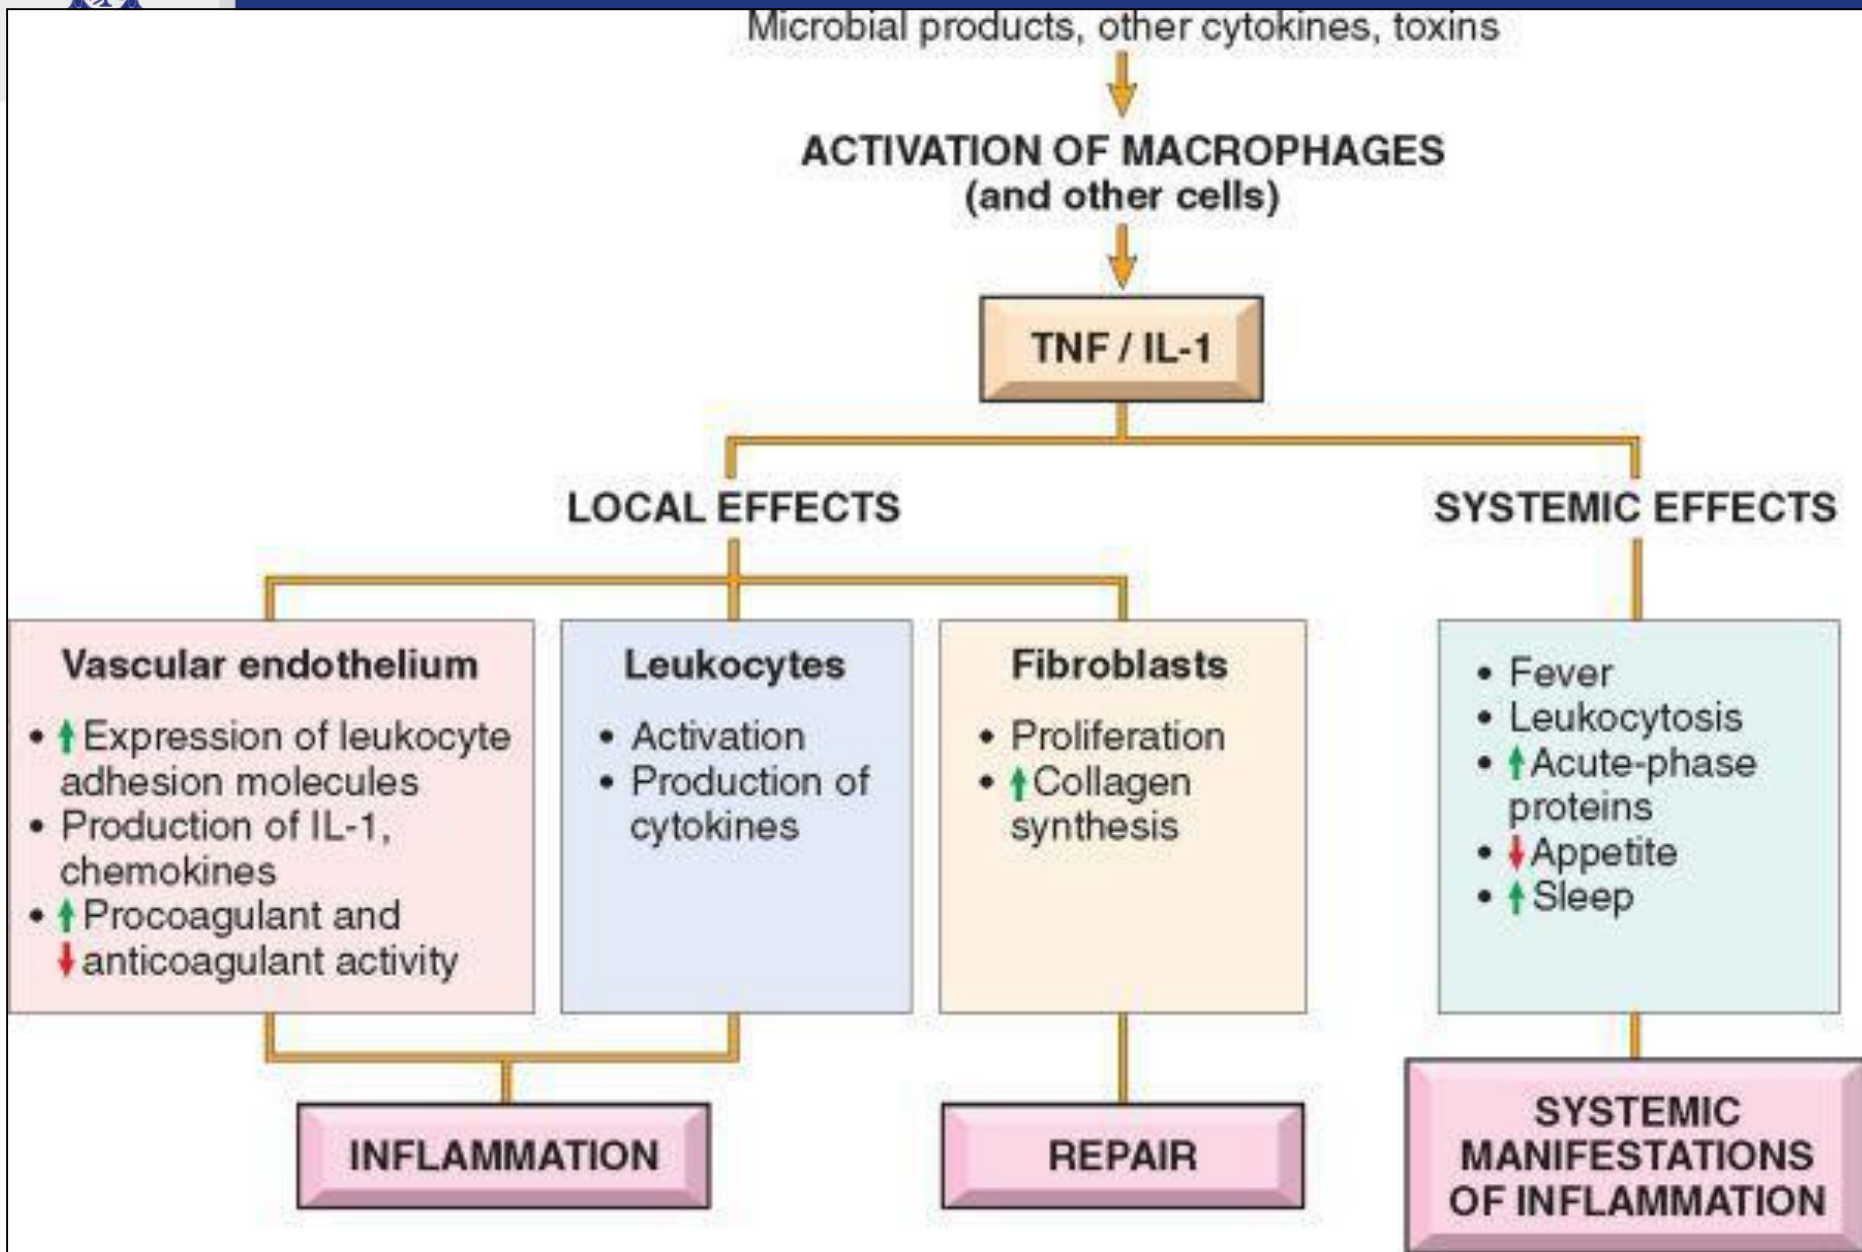 Microbial products, other cytokines, toxins
ACTIVATION OF MACROPHAGES
(and other cells)
TNF / IL-1
LOCAL EFFECTS
SYSTEMIC EFFECTS
Vascular endothelium
• ↑ Expression of leukocyte
adhesion molecules
• Production of IL-1,
chemokines
• ↑ Procoagulant and
↓ anticoagulant activity
Leukocytes
• Activation
• Production of
cytokines
Fibroblasts
• Proliferation
• ↑ Collagen
synthesis
• Fever
• Leukocytosis
• ↑ Acute-phase
proteins
• ↓ Appetite
• ↑ Sleep
INFLAMMATION
REPAIR
SYSTEMIC
MANIFESTATIONS
OF INFLAMMATION